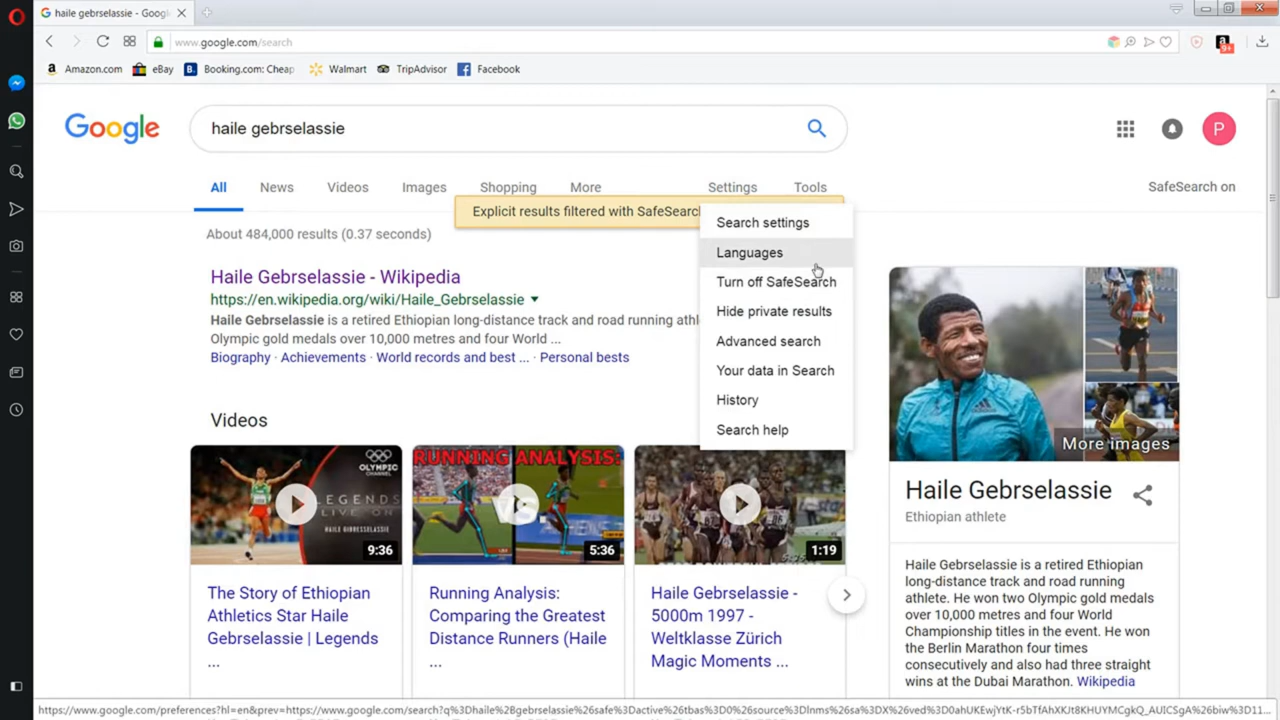 haile gebrselassie - Goog
www.google.com/search
9+
Amazon.com
eBay
Booking.com: Cheap
Walmart
TripAdvisor
Facebook
Google
haile gebrselassie
P
All
News
Videos
Images
Shopping
More
Settings
Tools
SafeSearch on
Explicit results filtered with SafeSearch
Search settings
Languages
Turn off SafeSearch
Hide private results
Advanced search
Your data in Search
History
Search help
About 484,000 results (0.37 seconds)
Haile Gebrselassie - Wikipedia
https://en.wikipedia.org/wiki/Haile_Gebrselassie
Haile Gebrselassie is a retired Ethiopian long-distance track and road running athl
Olympic gold medals over 10,000 metres and four World ...
Biography · Achievements · World records and best ... · Personal bests
Videos
OLYMPIC
CHANNEL
LEGENDS
HAILE GEBRESELASSIE
9:36
RUNNING ANALYSIS:
VS
5:36
1:19
The Story of Ethiopian
Athletics Star Haile
Gebrselassie | Legends
...
Running Analysis:
Comparing the Greatest
Distance Runners (Haile
...
Haile Gebrselassie -
5000m 1997 -
Weltklasse Zürich
Magic Moments ...
More images
Haile Gebrselassie
Ethiopian athlete
Haile Gebrselassie is a retired Ethiopian
long-distance track and road running
athlete. He won two Olympic gold medals
over 10,000 metres and four World
Championship titles in the event. He won
the Berlin Marathon four times
consecutively and also had three straight
wins at the Dubai Marathon. Wikipedia